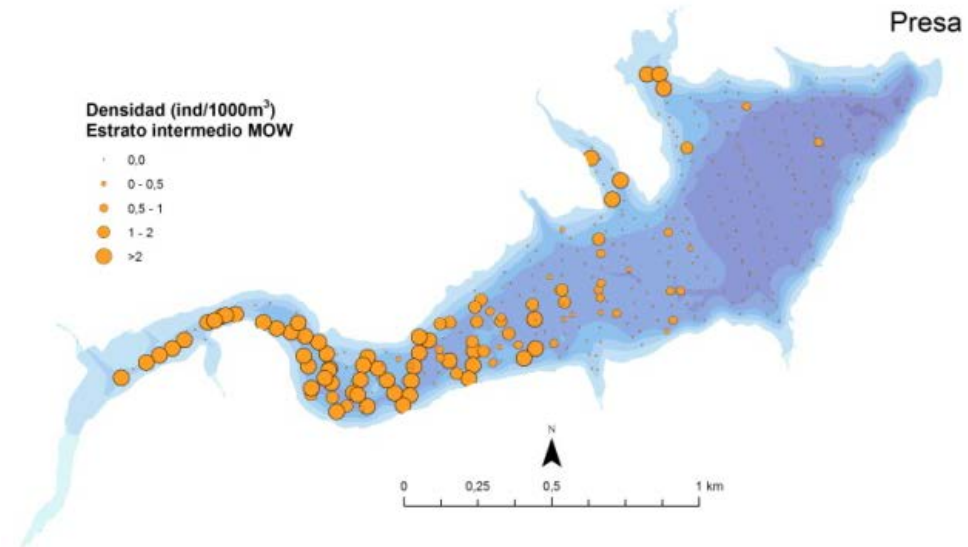 Presa
Densidad (ind/1000m³)
Estrato intermedio MOW
0,0
0 - 0,5
0,5 - 1
1 - 2
>2
N
0 0,25 0,5 1 km